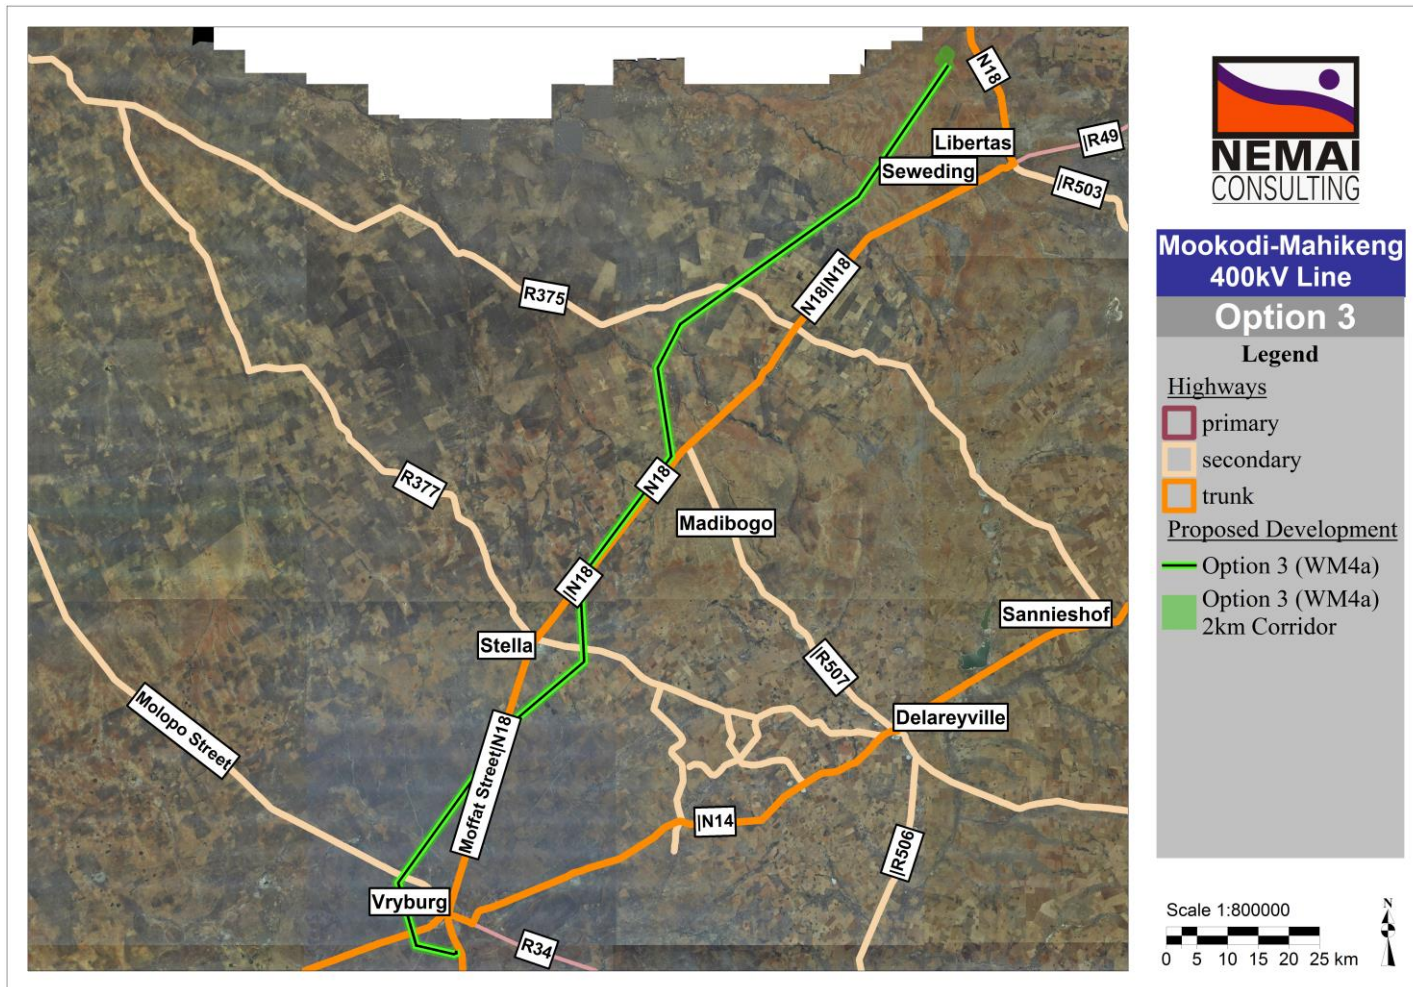 N18
Libertas
|R49
Seweding
|R503
N18|N18
R375
R377
N18
Madibogo
|N18
Sannieshof
Stella
|R507
Delareyville
Molopo Street
Moffat Street|N18
|N14
|R506
Vryburg
R34
NEMAI
CONSULTING
Mookodi-Mahikeng
400kV Line
Option 3
Legend
Highways
primary
secondary
trunk
Proposed Development
Option 3 (WM4a)
Option 3 (WM4a)
2km Corridor
Scale 1:800000
N
0 5 10 15 20 25 km